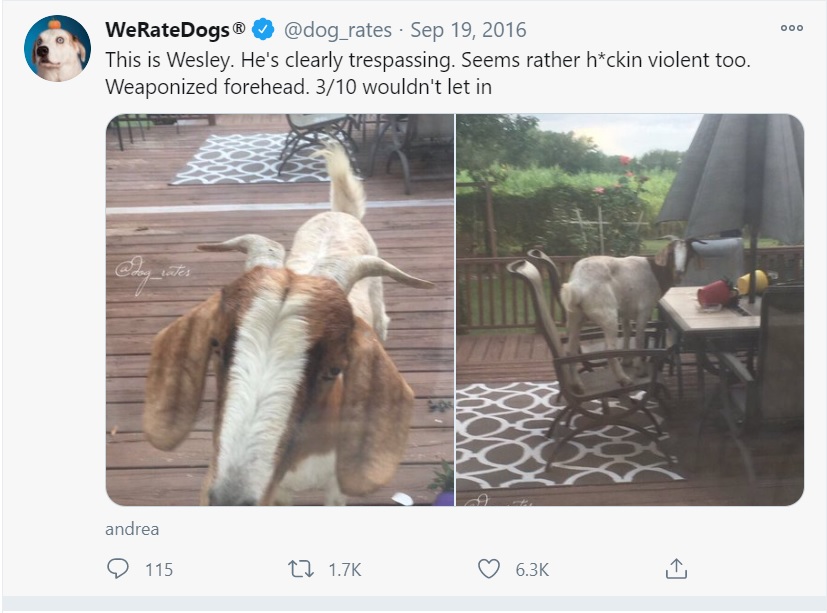 WeRateDogs® @dog_rates · Sep 19, 2016
This is Wesley. He's clearly trespassing. Seems rather h*ckin violent too.
Weaponized forehead. 3/10 wouldn't let in
@dog_rates
@dog_rates
andrea
115 1.7K 6.3K